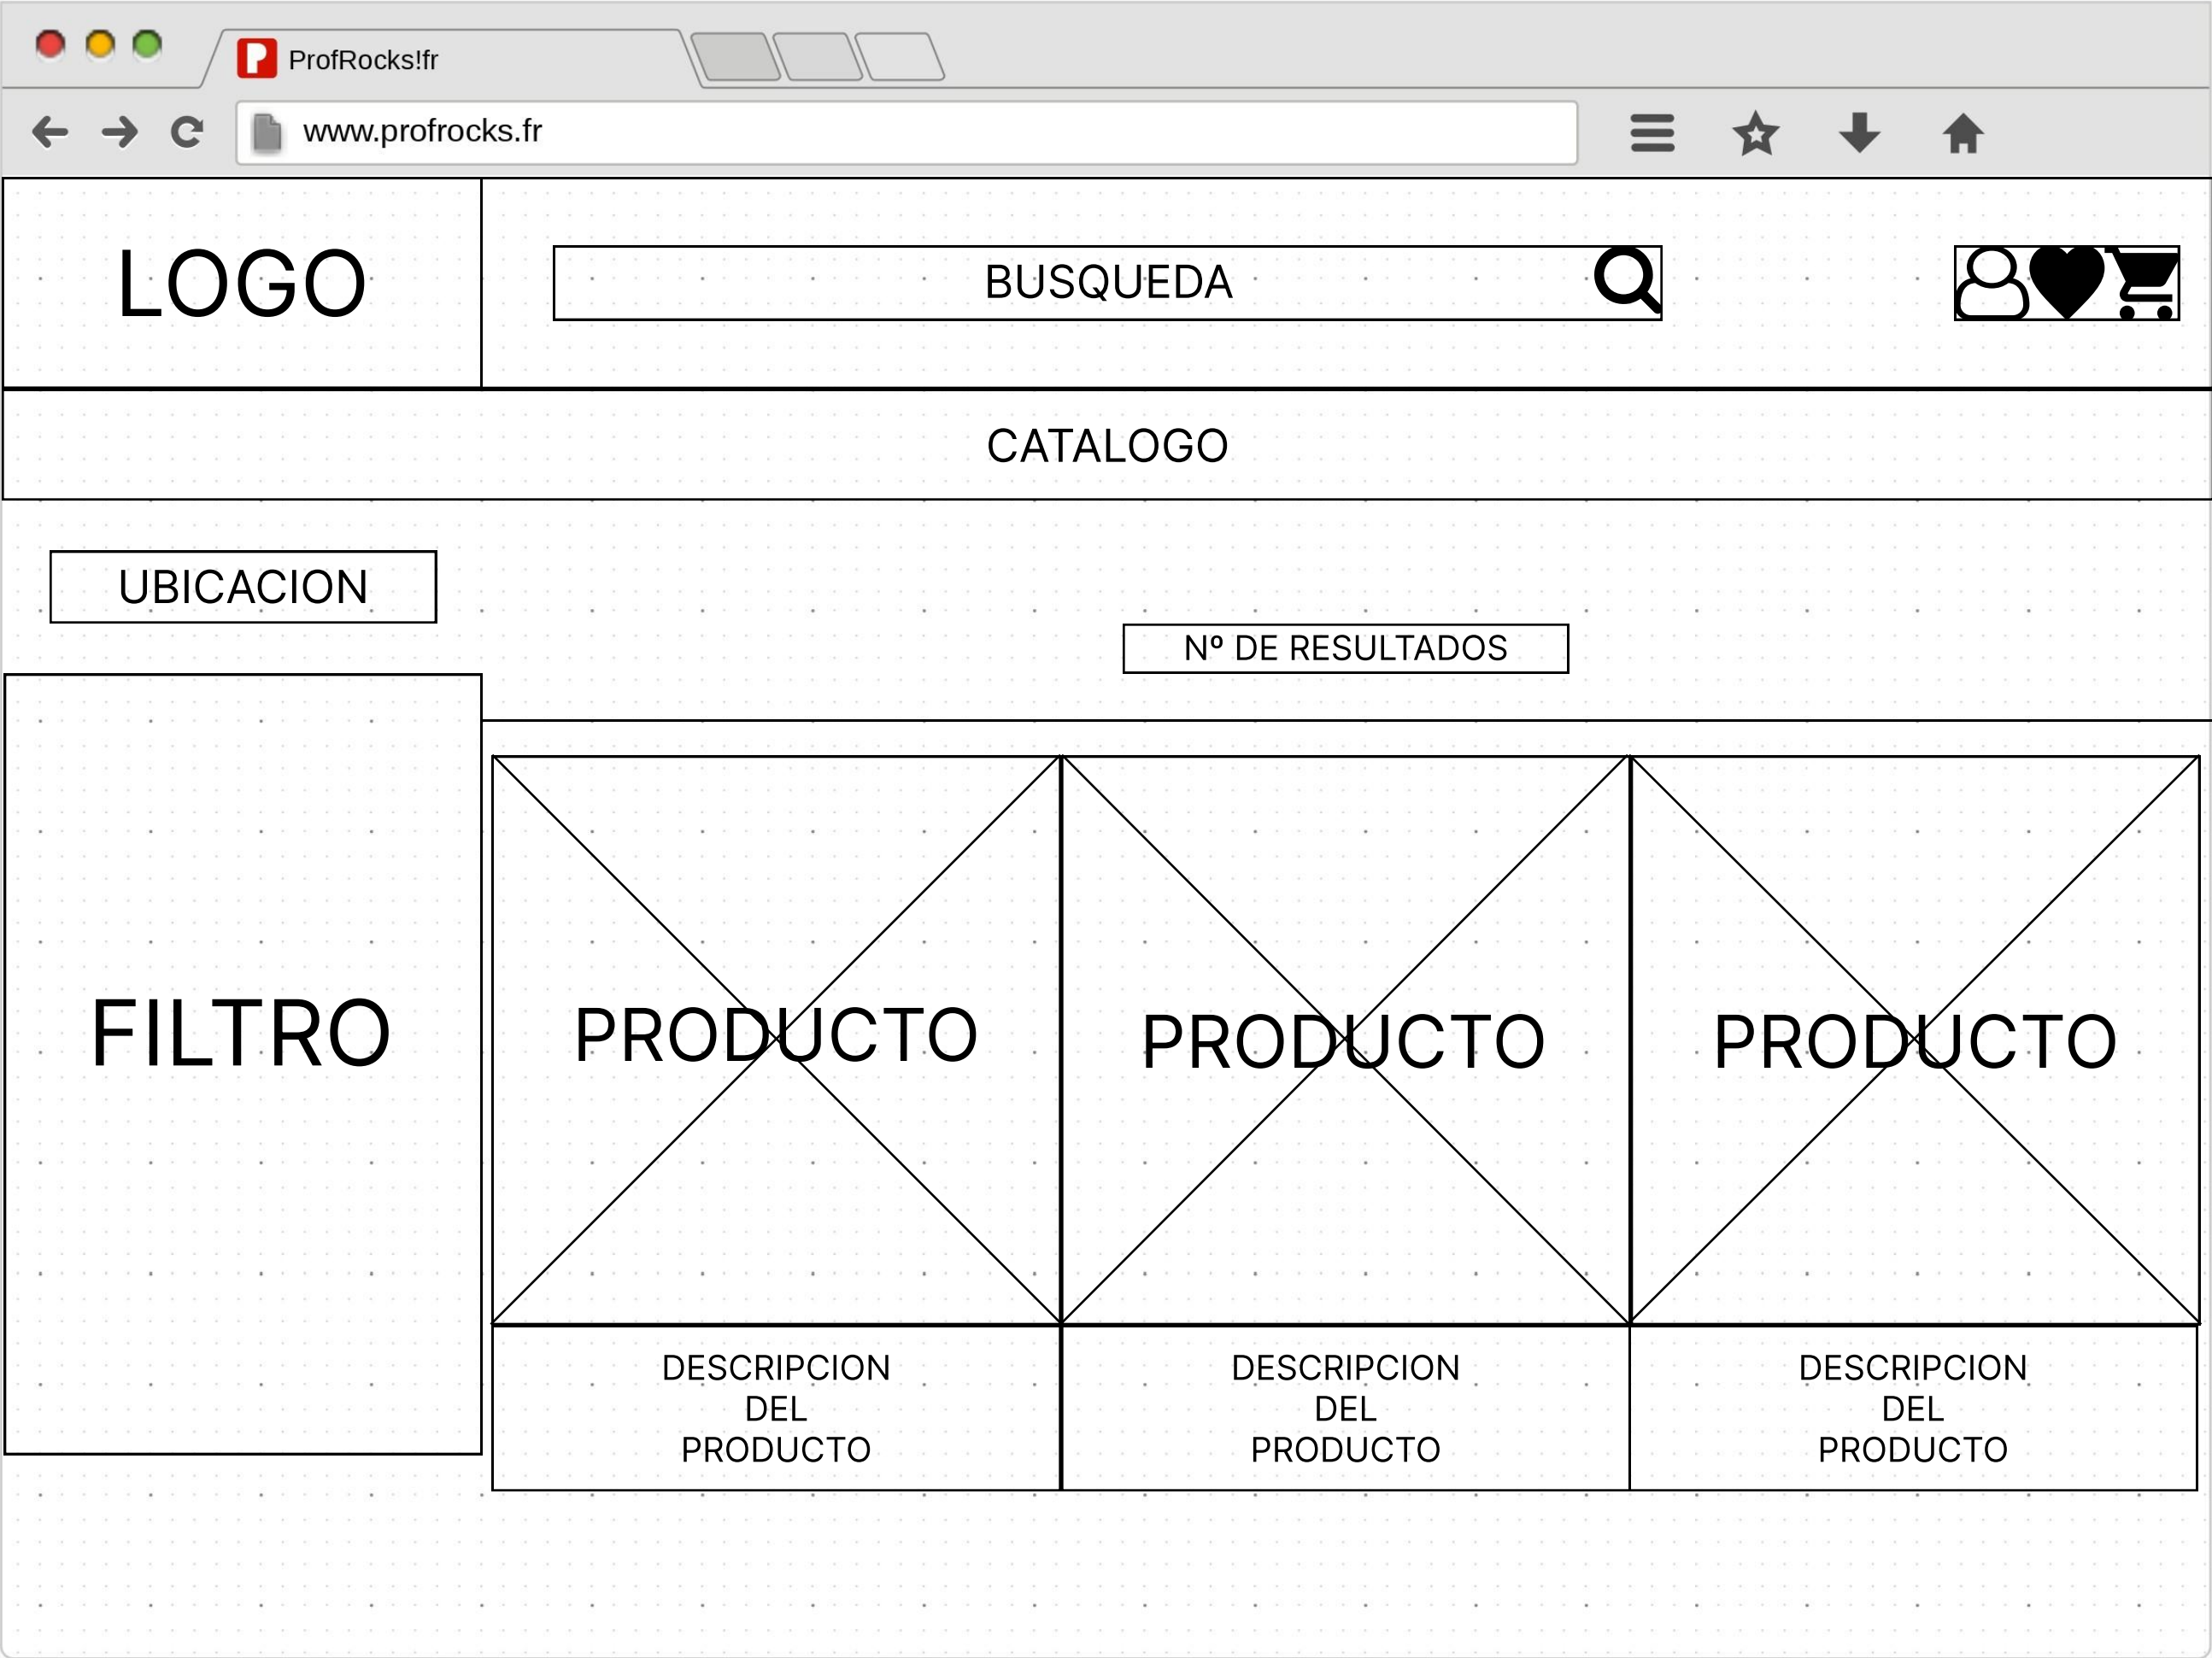 ProfRocks!fr
www.profrocks.fr
LOGO
BUSQUEDA
CATALOGO
UBICACION
Nº DE RESULTADOS
FILTRO
PRODUCTO
PRODUCTO
PRODUCTO
DESCRIPCION
DEL
PRODUCTO
DESCRIPCION
DEL
PRODUCTO
DESCRIPCION
DEL
PRODUCTO